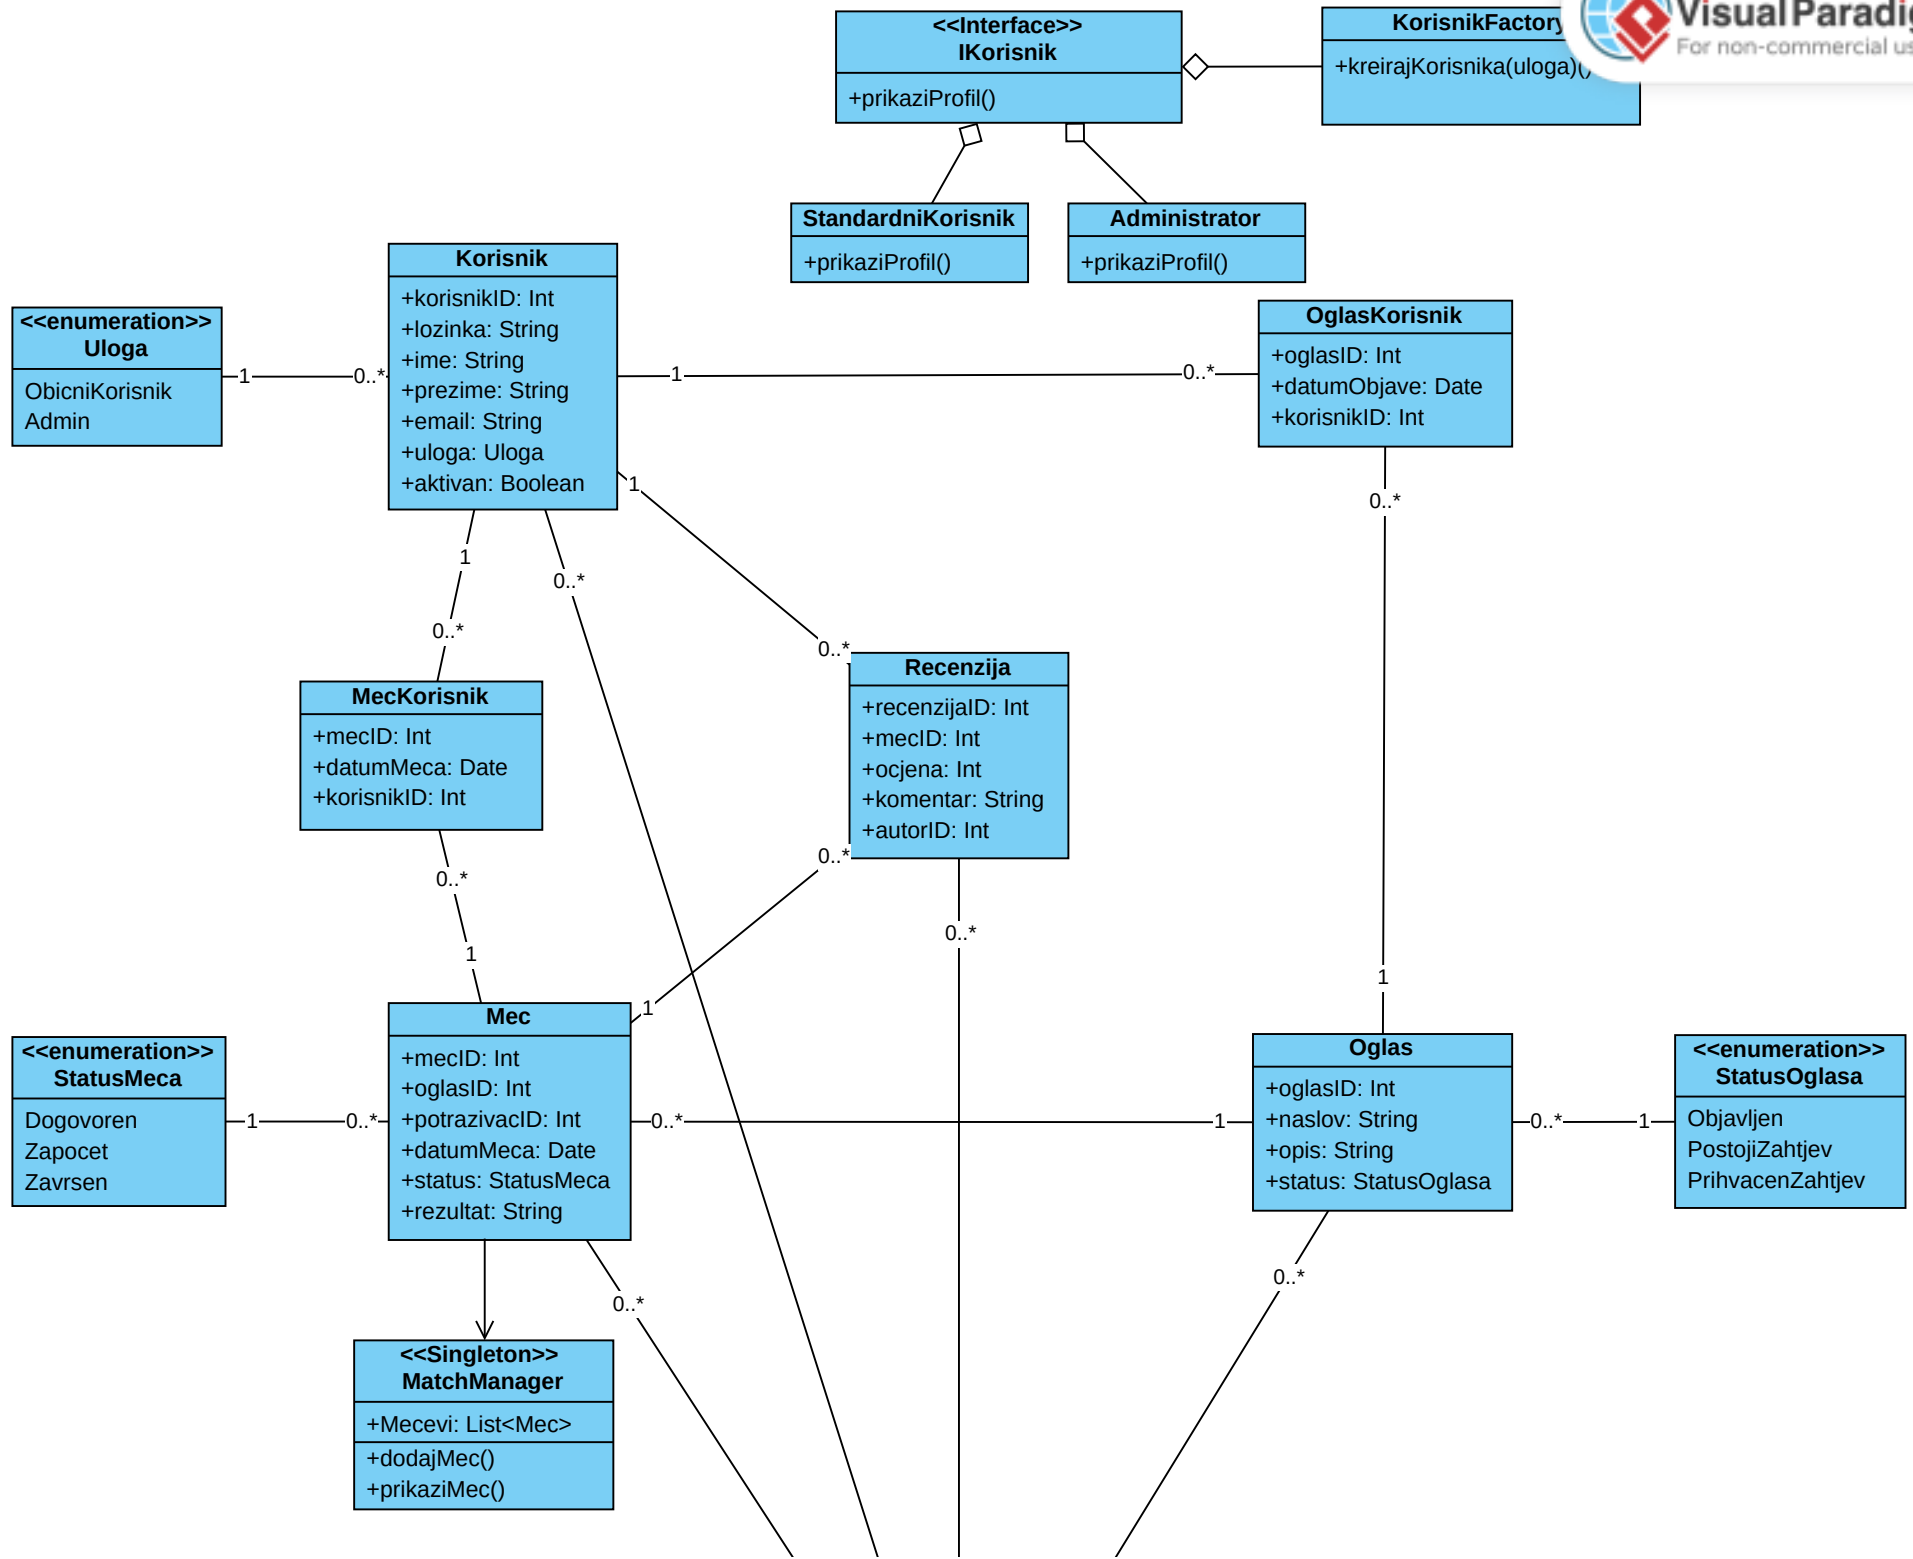 <<Interface>>
IKorisnik
+prikaziProfil()
KorisnikFactory
+kreirajKorisnika(uloga)()
For non-commercial
StandardniKorisnik
+prikaziProfil()
Administrator
+prikaziProfil()
Korisnik
+korisnikID: Int
+lozinka: String
+ime: String
+prezime: String
+email: String
+uloga: Uloga
+aktivan: Boolean
<<enumeration>>
Uloga
ObicniKorisnik
Admin
1
0..*
1
0..*
OglasKorisnik
+oglasID: Int
+datumObjave: Date
+korisnikID: Int
1
0..*
1
0..*
0..*
0..*
MecKorisnik
+mecID: Int
+datumMeca: Date
+korisnikID: Int
Recenzija
+recenzijaID: Int
+mecID: Int
+ocjena: Int
+komentar: String
+autorID: Int
0..*
1
0..*
1
0..*
1
Mec
+mecID: Int
+oglasID: Int
+potrazivacID: Int
+datumMeca: Date
+status: StatusMeca
+rezultat: String
<<enumeration>>
StatusMeca
Dogovoren
Zapocet
Zavrsen
1
0..*
0..*
1
Oglas
+oglasID: Int
+naslov: String
+opis: String
+status: StatusOglasa
0..*
1
<<enumeration>>
StatusOglasa
Objavljen
PostojiZahtjev
PrihvacenZahtjev
0..*
0..*
<<Singleton>>
MatchManager
+Mecevi: List<Mec>
+dodajMec()
+prikaziMec()